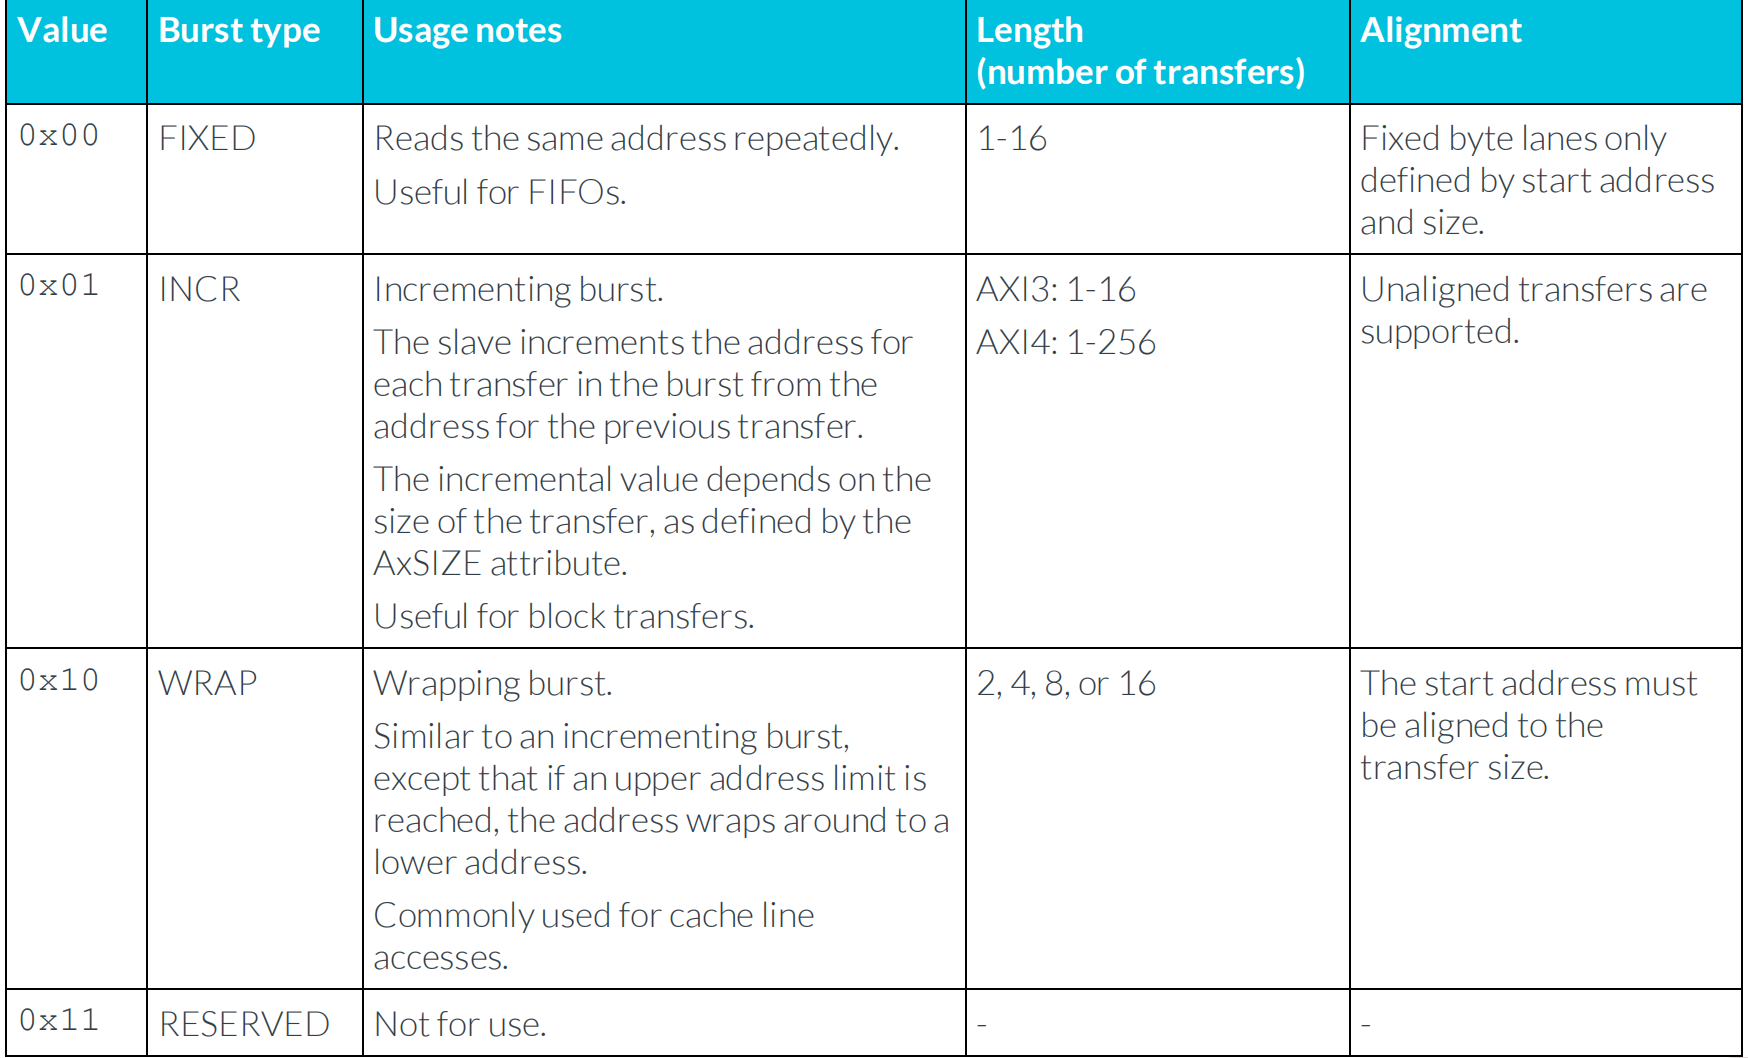 Value
Burst type
Usage notes
Length
(number of transfers)
Alignment
0x00
FIXED
Reads the same address repeatedly.
Useful for FIFOs.
1-16
Fixed byte lanes only
defined by start address
and size.
0x01
INCR
Incrementing burst.
The slave increments the address for
each transfer in the burst from the
address for the previous transfer.
The incremental value depends on the
size of the transfer, as defined by the
AxSIZE attribute.
Useful for block transfers.
AXI3: 1-16
AXI4: 1-256
Unaligned transfers are
supported.
0x10
WRAP
Wrapping burst.
Similar to an incrementing burst,
except that if an upper address limit is
reached, the address wraps around to a
lower address.
Commonly used for cache line
accesses.
2, 4, 8, or 16
The start address must
be aligned to the
transfer size.
0x11
RESERVED
Not for use.
-
-